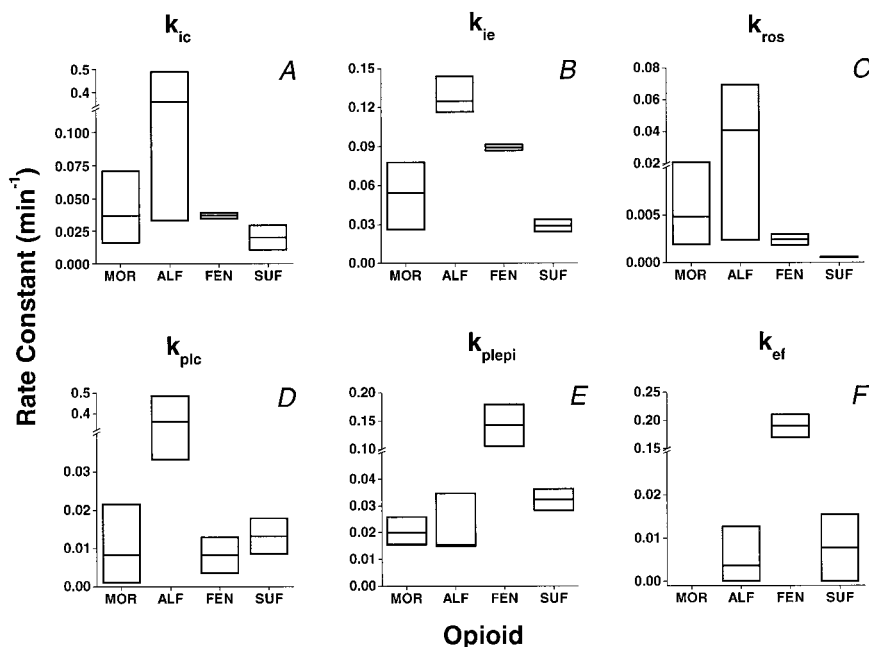 k_ic
k_ie
k_ros
A
B
C
0.5
0.4
0.100
0.075
0.050
0.025
0.000
0.15
0.12
0.09
0.06
0.03
0.00
0.08
0.06
0.04
0.02
0.005
0.000
MOR ALF FEN SUF
MOR ALF FEN SUF
MOR ALF FEN SUF
Rate Constant (min⁻¹)
k_plc
k_plepi
k_ef
D
E
F
0.5
0.4
0.03
0.02
0.01
0.00
0.20
0.15
0.10
0.04
0.03
0.02
0.01
0.00
0.25
0.20
0.15
0.02
0.01
0.00
MOR ALF FEN SUF
MOR ALF FEN SUF
MOR ALF FEN SUF
Opioid